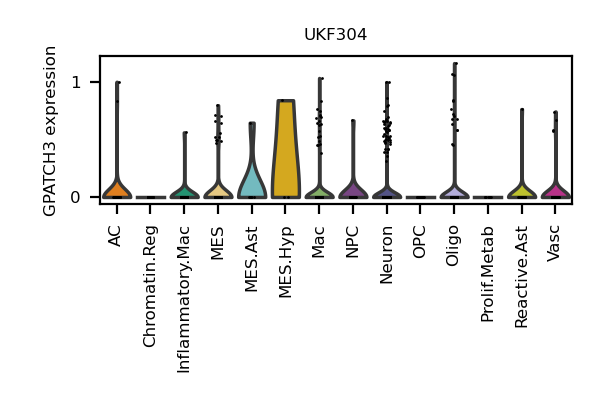 UKF304
GPATCH3 expression
1
0
AC
Chromatin.Reg
Inflammatory.Mac
MES
MES.Ast
MES.Hyp
Mac
NPC
Neuron
OPC
Oligo
Prolif.Metab
Reactive.Ast
Vasc